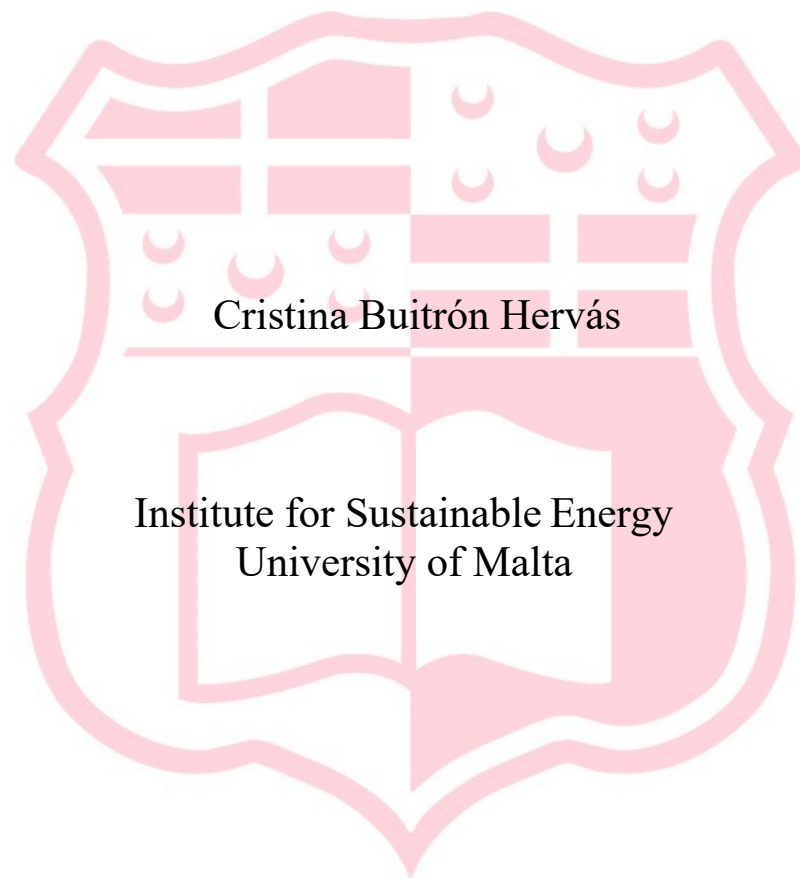 Cristina Buitrón Hervás
Institute for Sustainable Energy
University of Malta